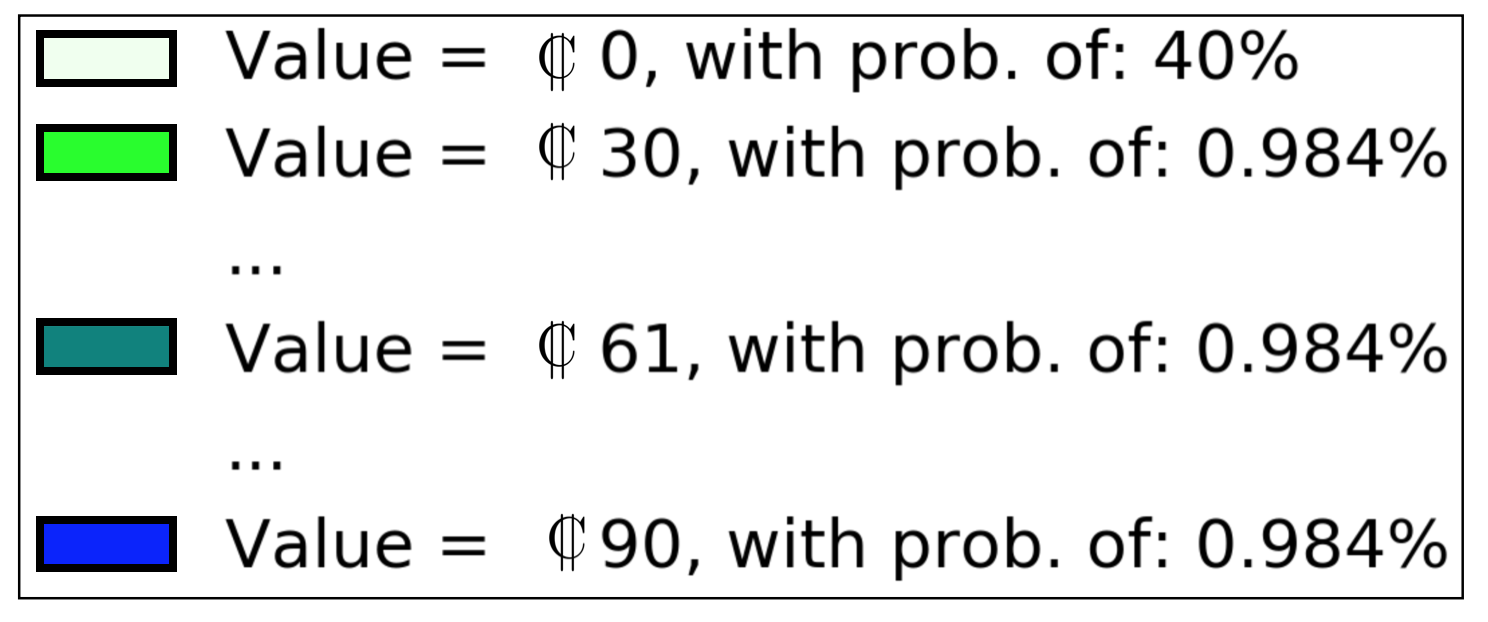 Value = ₵ 0, with prob. of: 40%
Value = ₵ 30, with prob. of: 0.984%
...
Value = ₵ 61, with prob. of: 0.984%
...
Value = ₵ 90, with prob. of: 0.984%